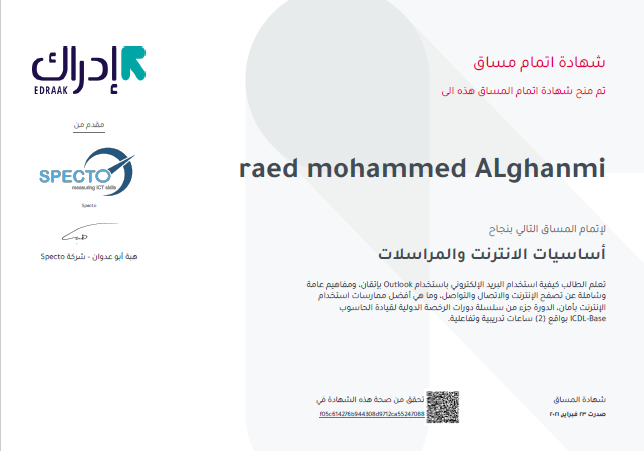 إدراك
EDRAAK
شهادة اتمام مساق
تم منح شهادة اتمام المساق هذه الى
مقدم من
SPECTO
measuring ICT skills
Specto
هبة أبو عدوان - شركة Specto
raed mohammed ALghanmi
لإتمام المساق التالي بنجاح
أساسيات الانترنت والمراسلات
تعلم الطالب كيفية استخدام البريد الإلكتروني باستخدام Outlook بإتقان، ومفاهيم عامة
وشاملة عن تصفح الإنترنت والاتصال والتواصل، وما هي أفضل ممارسات استخدام
الإنترنت بأمان، الدورة جزء من سلسلة دورات الرخصة الدولية لقيادة الحاسوب
ICDL-Base بواقع (2) ساعات تدريبية وتفاعلية.
شهادة المساق
صدرت ٢٣ فبراير، ٢٠٢١
تحقق من صحة هذه الشهادة في
f05c614276b944308d9712ca55247088